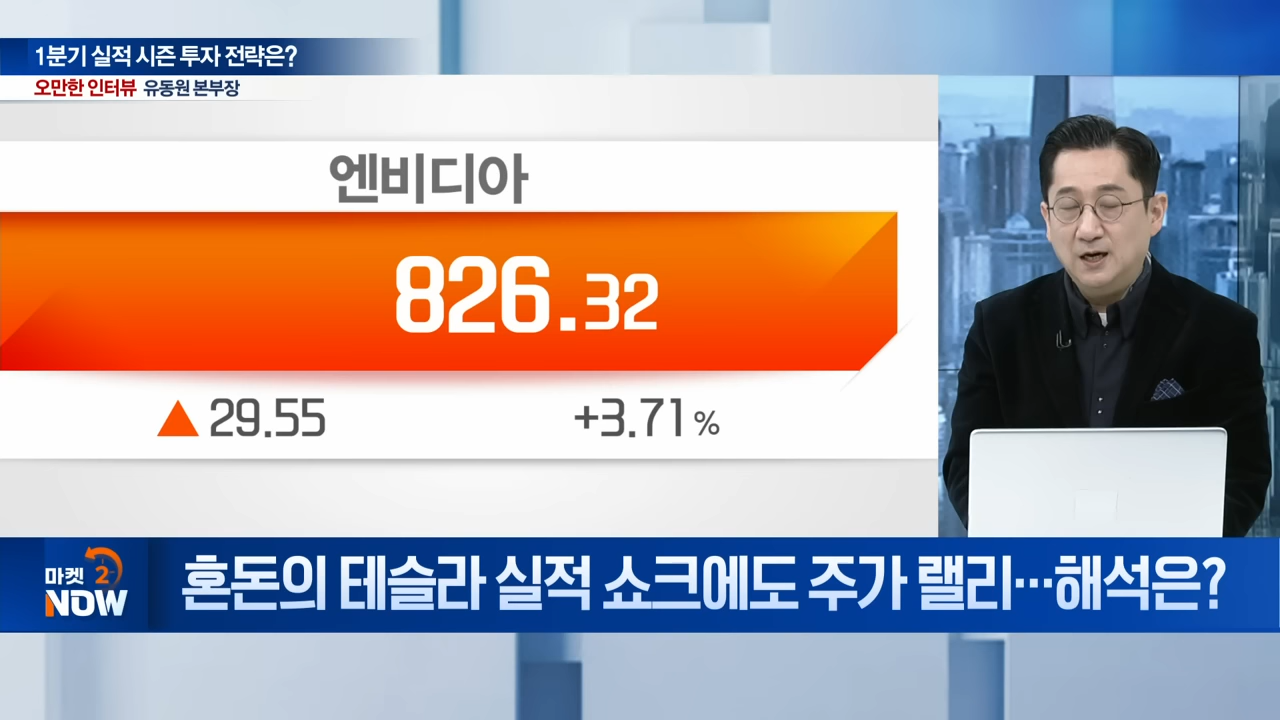 1분기 실적 시즌 투자 전략은?
오만한 인터뷰 유동원 본부장
엔비디아
826.32
▲ 29.55 +3.71%
마켓 2
NOW
혼돈의 테슬라 실적 쇼크에도 주가 랠리…해석은?